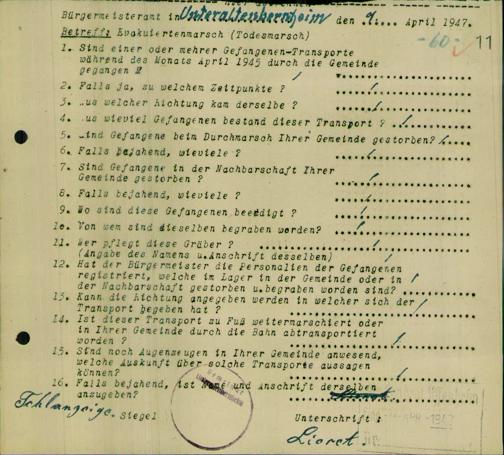 Bürgermeisteramt in Unteraltenbernheim den 9. April 1947.
-60- 11
Betreff: Evakuiertenmarsch (Todesmarsch)
1. Sind einer oder mehrer Gefangenen-Transporte
während des Monats April 1945 durch die Gemeinde
gegangen ?
2. Falls ja, zu welchem Zeitpunkte ?
3. ..us welcher Richtung kam derselbe ?
4. ..us wieviel Gefangenen bestand dieser Transport ?
5. ..ind Gefangene beim Durchmarsch Ihrer Gemeinde gestorben?
6. Falls bejahend, wieviele ?
7. Sind Gefangene in der Nachbarschaft Ihrer
Gemeinde gestorben ?
8. Falls bejahend, wieviele ?
9. Wo sind diese Gefangenen beerdigt ?
10. Von wem sind dieselben begraben worden?
11. Wer pflegt diese Gräber ?
(Angabe des Namens u.Anschrift desselben)
12. Hat der Bürgermeister die Personalien der Gefangenen
registriert, welche im Lager in der Gemeinde oder in
der Nachbarschaft gestorben u.begraben worden sind?
13. Kann die Richtung angegeben werden in welcher sich der
Transport begeben hat ?
14. Ist dieser Transport zu Fuß weitermarschiert oder
in Ihrer Gemeinde durch die Bahn abtransportiert
worden ?
15. Sind noch Augenzeugen in Ihrer Gemeinde anwesend,
welche Auskunft über solche Transporte aussagen
können?
16. Falls bejahend, ist Name und Anschrift derselben
anzugeben?
Fehlanzeige. Siegel
Unterschrift :